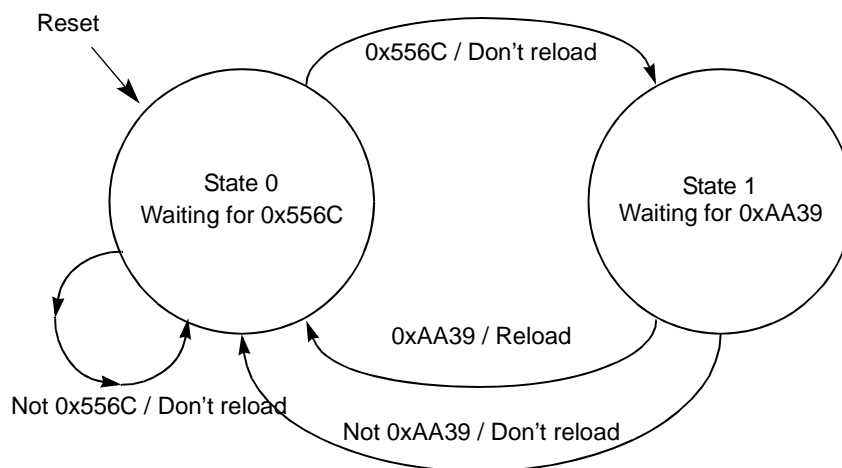 Reset
0x556C / Don’t reload
State 0
Waiting for 0x556C
State 1
Waiting for 0xAA39
0xAA39 / Reload
Not 0x556C / Don’t reload
Not 0xAA39 / Don’t reload